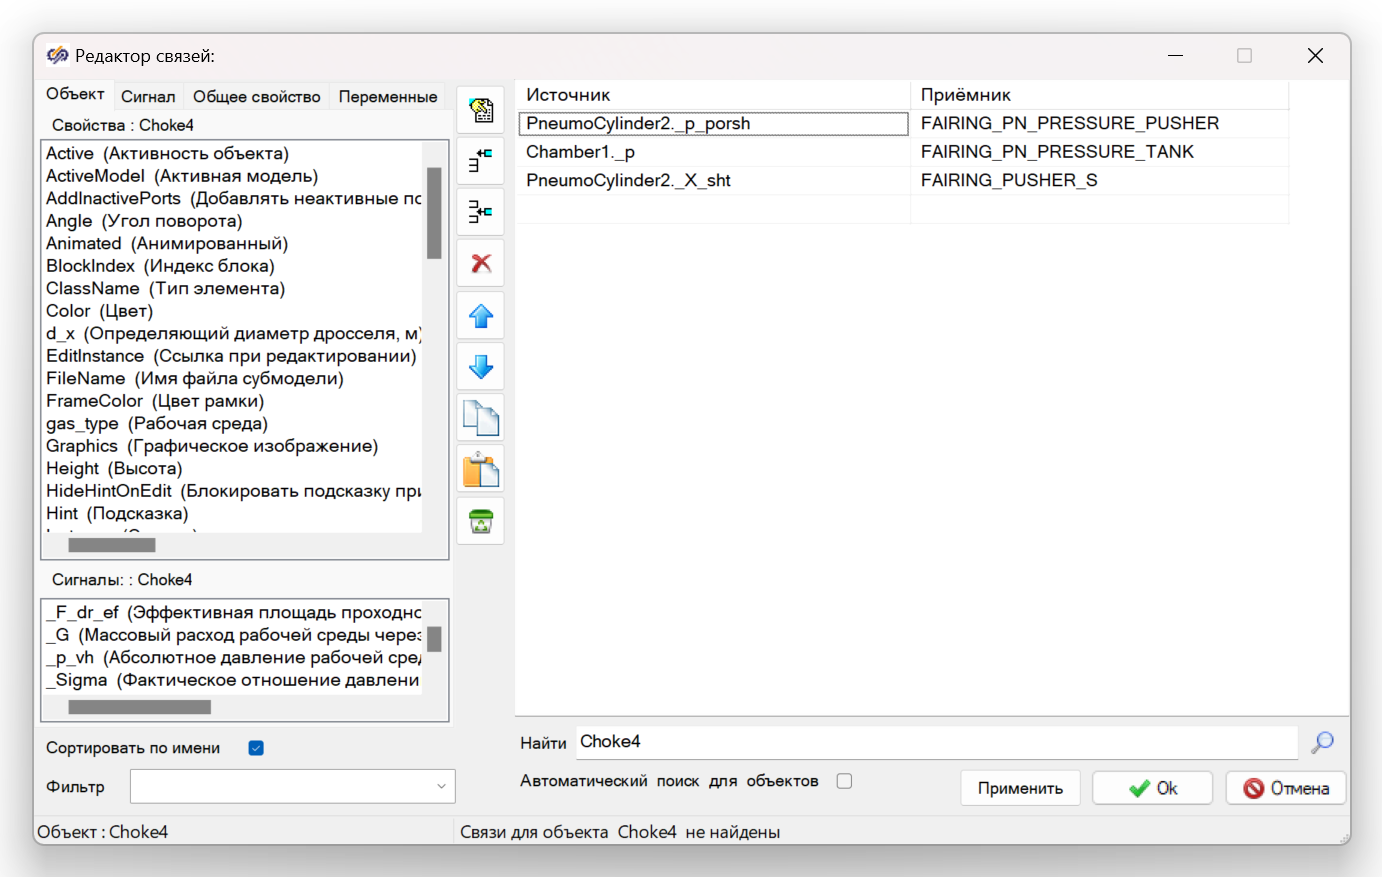 Редактор связей:
Объект Сигнал Общее свойство Переменные
Свойства : Choke4
Active (Активность объекта)
ActiveModel (Активная модель)
AddInactivePorts (Добавлять неактивные пс
Angle (Угол поворота)
Animated (Анимированный)
BlockIndex (Индекс блока)
ClassName (Тип элемента)
Color (Цвет)
d_x (Определяющий диаметр дросселя, м)
EditInstance (Ссылка при редактировании)
FileName (Имя файла субмодели)
FrameColor (Цвет рамки)
gas_type (Рабочая среда)
Graphics (Графическое изображение)
Height (Высота)
HideHintOnEdit (Блокировать подсказку при
Hint (Подсказка)
Сигналы: : Choke4
_F_dr_ef (Эффективная площадь проходно
_G (Массовый расход рабочей среды через
_p_vh (Абсолютное давление рабочей сред
_Sigma (Фактическое отношение давлени
Сортировать по имени
Фильтр
Источник Приёмник
PneumoCylinder2._p_porsh FAIRING_PN_PRESSURE_PUSHER
Chamber1._p FAIRING_PN_PRESSURE_TANK
PneumoCylinder2._X_sht FAIRING_PUSHER_S
Найти Choke4
Автоматический поиск для объектов
Применить Ok Отмена
Объект : Choke4 Связи для объекта Choke4 не найдены